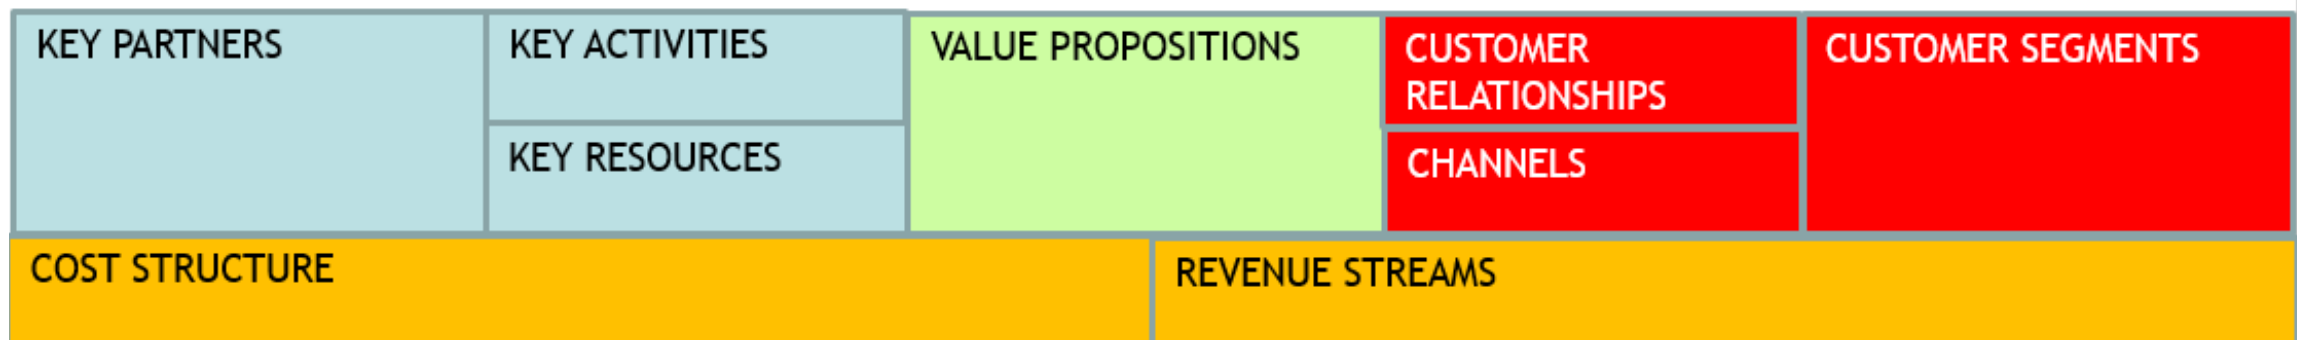 KEY PARTNERS
KEY ACTIVITIES
KEY RESOURCES
VALUE PROPOSITIONS
CUSTOMER
RELATIONSHIPS
CHANNELS
CUSTOMER SEGMENTS
COST STRUCTURE
REVENUE STREAMS